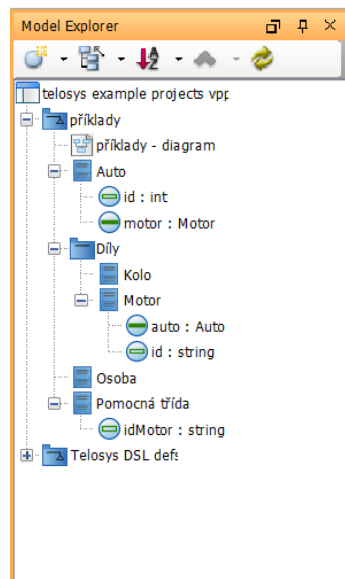 Model Explorer
telosys example projects vpp
příklady
příklady - diagram
Auto
id : int
motor : Motor
Díly
Kolo
Motor
auto : Auto
id : string
Osoba
Pomocná třída
idMotor : string
Telosys DSL defs